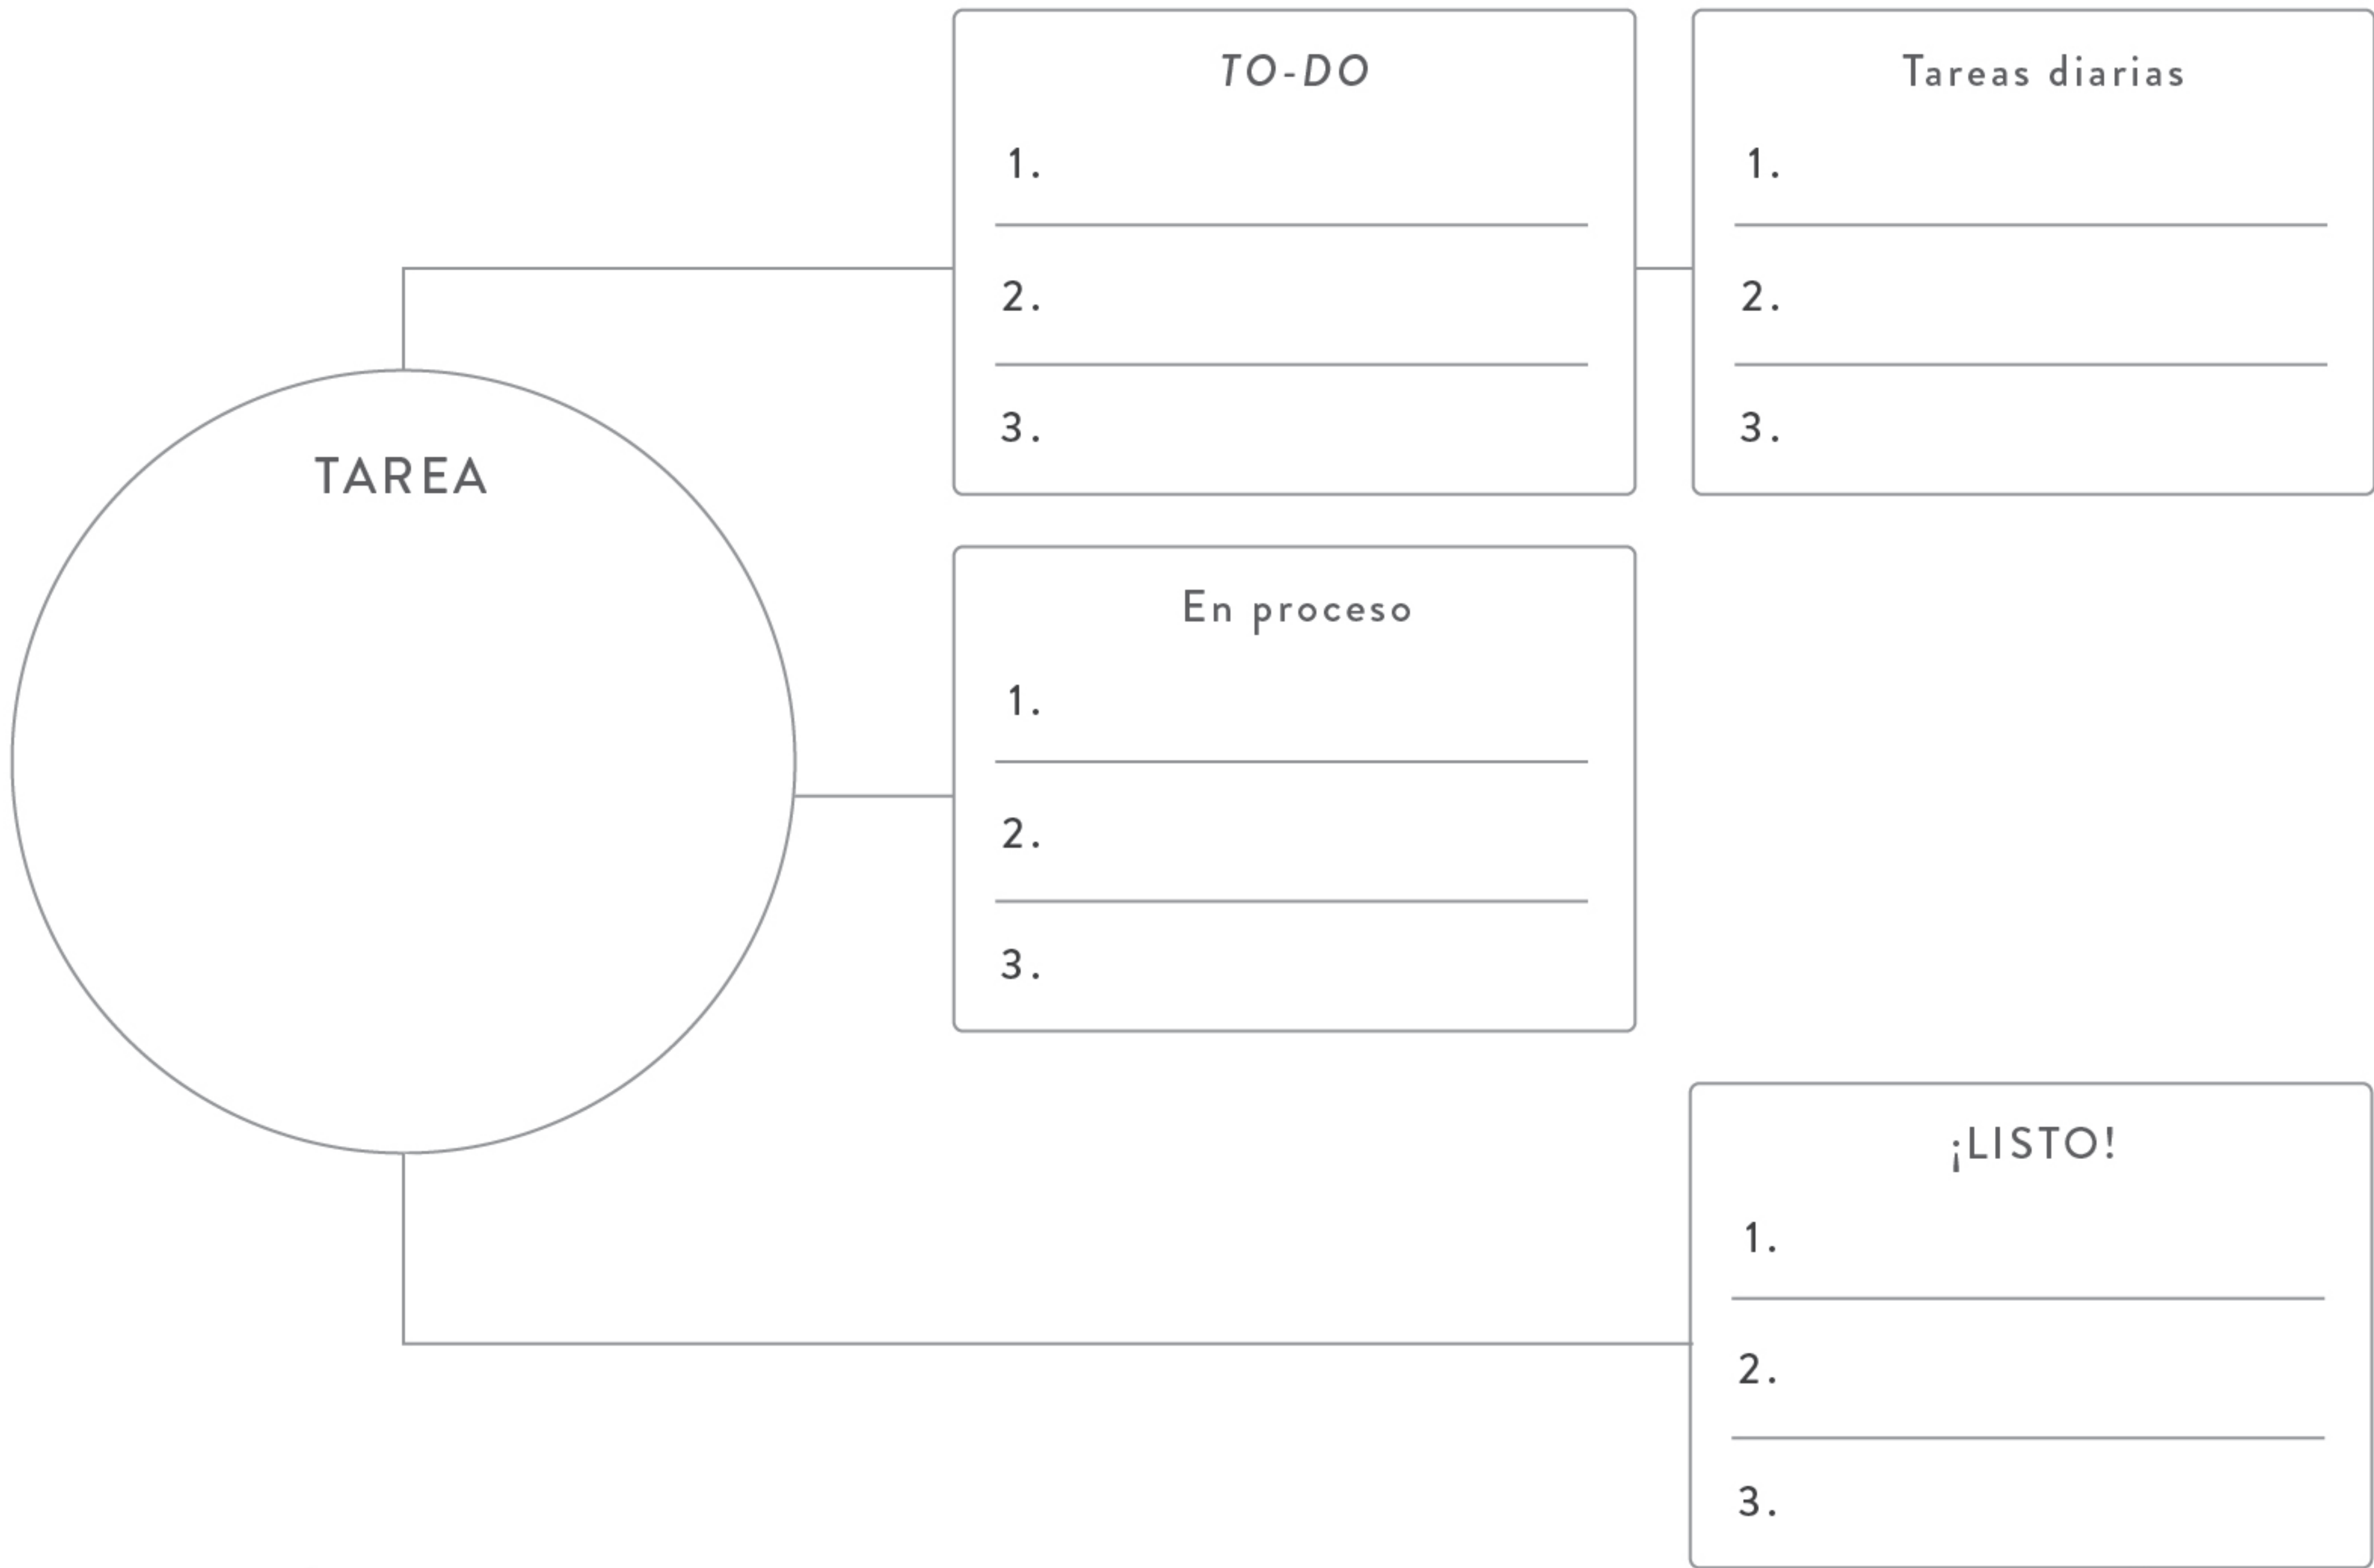 TO-DO
1.
2.
3.
Tareas diarias
1.
2.
3.
TAREA
En proceso
1.
2.
3.
¡LISTO!
1.
2.
3.